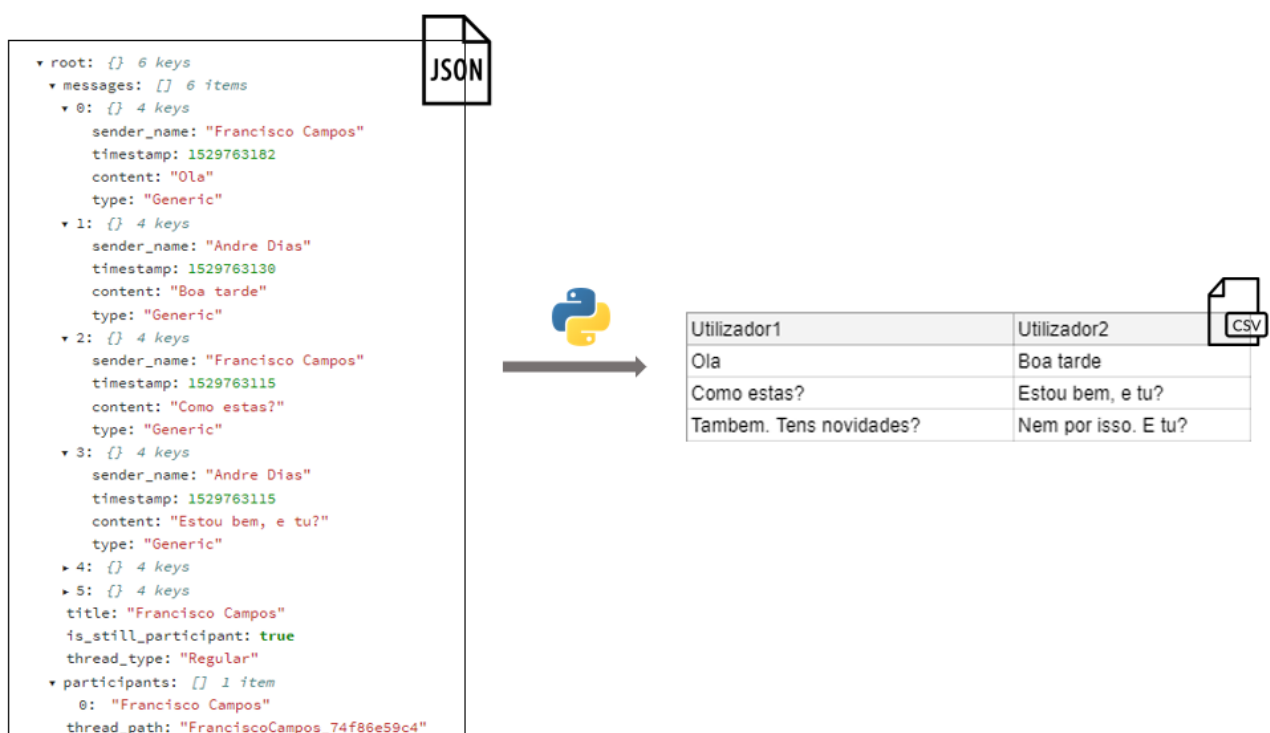 JSON
root: {} 6 keys
messages: [] 6 items
0: {} 4 keys
sender_name: "Francisco Campos"
timestamp: 1529763182
content: "Ola"
type: "Generic"
1: {} 4 keys
sender_name: "Andre Dias"
timestamp: 1529763130
content: "Boa tarde"
type: "Generic"
2: {} 4 keys
sender_name: "Francisco Campos"
timestamp: 1529763115
content: "Como estas?"
type: "Generic"
3: {} 4 keys
sender_name: "Andre Dias"
timestamp: 1529763115
content: "Estou bem, e tu?"
type: "Generic"
4: {} 4 keys
5: {} 4 keys
title: "Francisco Campos"
is_still_participant: true
thread_type: "Regular"
participants: [] 1 item
0: "Francisco Campos"
thread_path: "FranciscoCampos_74f86e59c4"
CSV
Utilizador1 Utilizador2
Ola Boa tarde
Como estas? Estou bem, e tu?
Tambem. Tens novidades? Nem por isso. E tu?